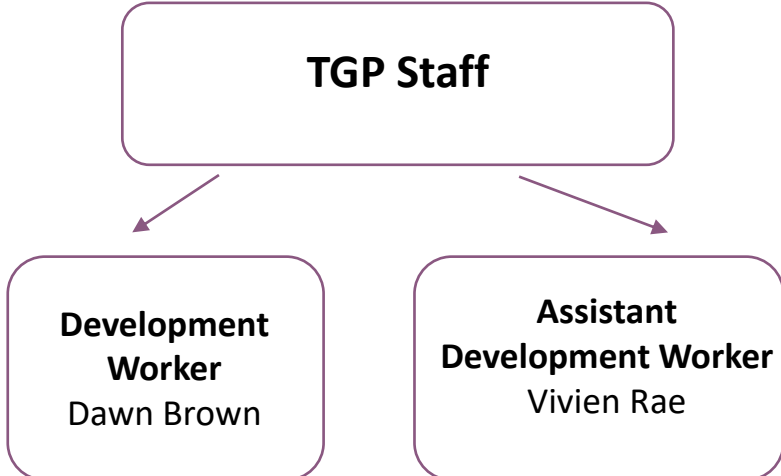 TGP Staff
Development
Worker
Dawn Brown
Assistant
Development Worker
Vivien Rae